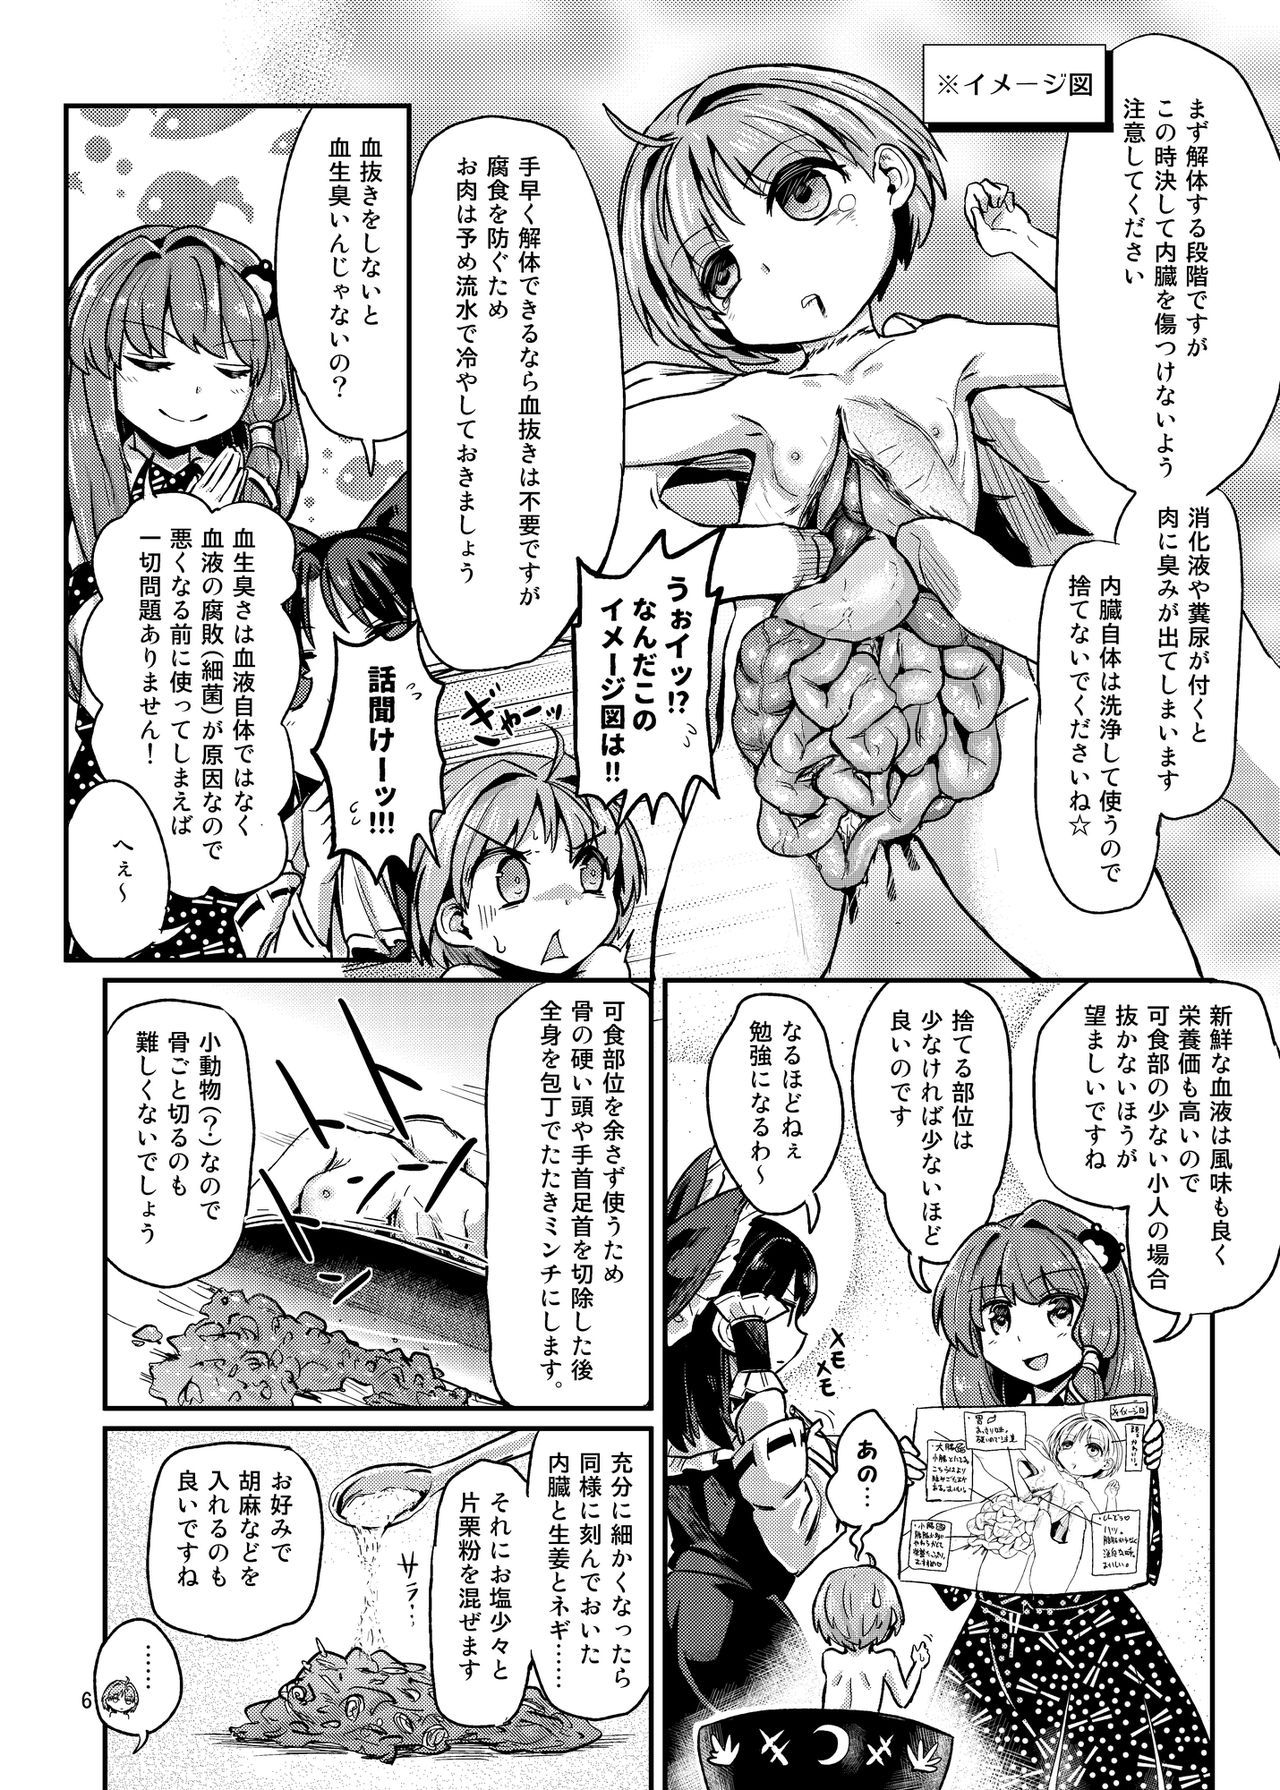 ※イメージ図
まず解体する段階ですが
この時決して内臓を傷つけないよう
注意してください
消化液や糞尿が付くと
肉に臭みが出てしまいます
内臓自体は洗浄して使うので
捨てないでくださいね☆
うぉイッ!?
なんだこの
イメージ図は!!
ぎゃーッ
手早く解体できるなら血抜きは不要ですが
腐食を防ぐため
お肉は予め流水で冷やしておきましょう
血抜きをしないと
血生臭いんじゃないの？
血生臭さは血液自体ではなく
血液の腐敗(細菌)が原因なので
悪くなる前に使ってしまえば
一切問題ありません！
話聞けーッ!!!
へぇ～
新鮮な血液は風味も良く
栄養価も高いので
可食部の少ない小人の場合
抜かないほうが
望ましいですね
捨てる部位は
少なければ少ないほど
良いのです
なるほどねぇ
勉強になるわ～
メモ
メモ
あの…
※イメージ図
大腸
小腸
可食部位を余さず使うため
骨の硬い頭や手首足首を切除した後
全身を包丁でたたきミンチにします。
小動物(?)なので
骨ごと切るのも
難しくないでしょう
充分に細かくなったら
同様に刻んでおいた
内臓と生姜とネギ……
それにお塩少々と
片栗粉を混ぜます
サラ…
お好みで
胡麻などを
入れるのも
良いですね
……
6